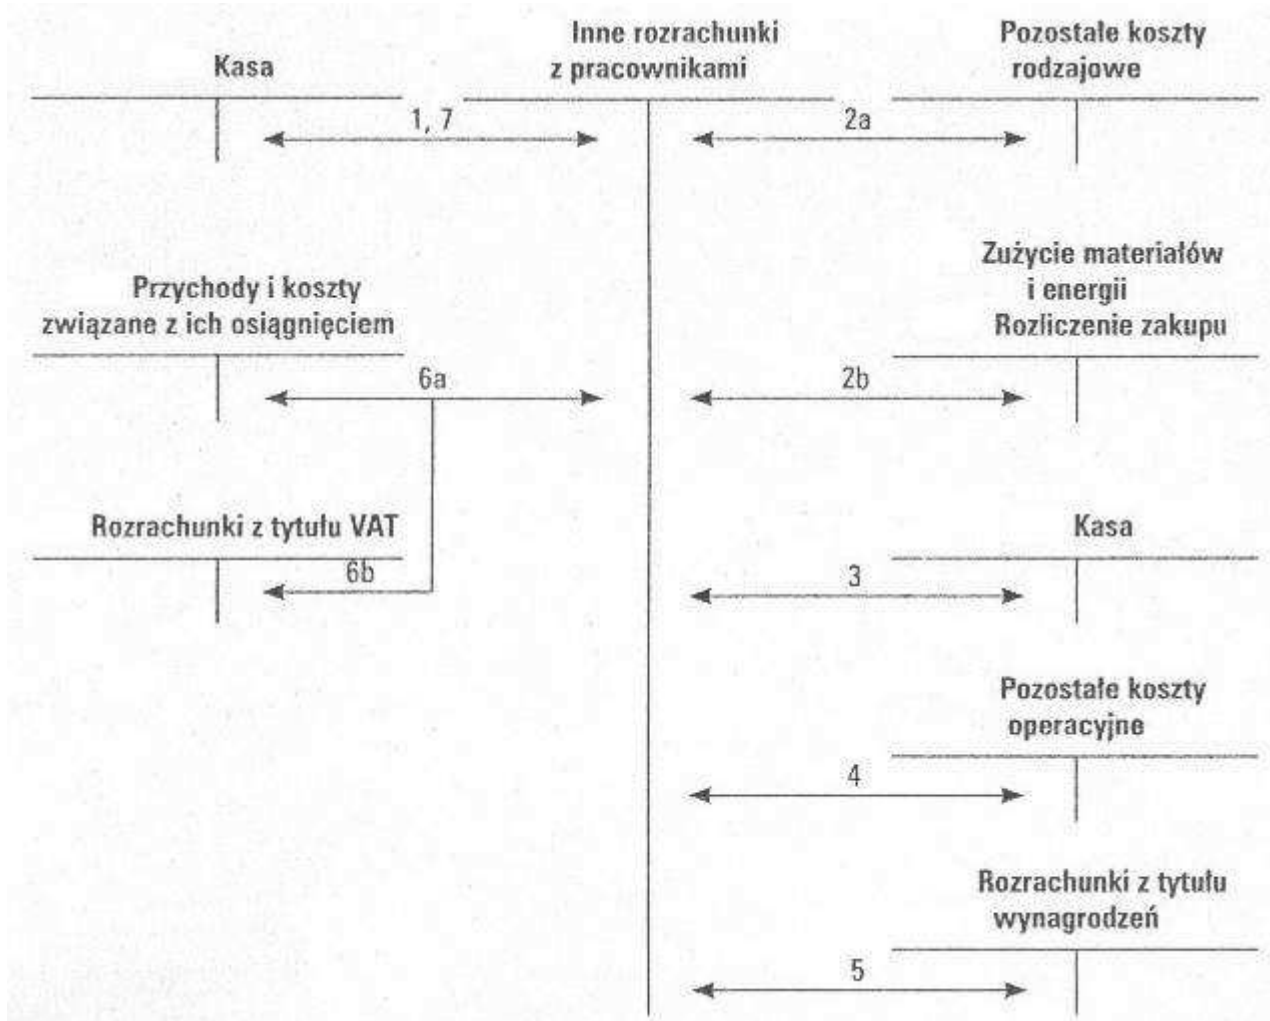 Kasa
Inne rozrachunki
z pracownikami
Pozostałe koszty
rodzajowe
1, 7
2a
Przychody i koszty
związane z ich osiągnięciem
Zużycie materiałów
i energii
Rozliczenie zakupu
6a
2b
Rozrachunki z tytułu VAT
Kasa
6b
3
Pozostałe koszty
operacyjne
4
Rozrachunki z tytułu
wynagrodzeń
5